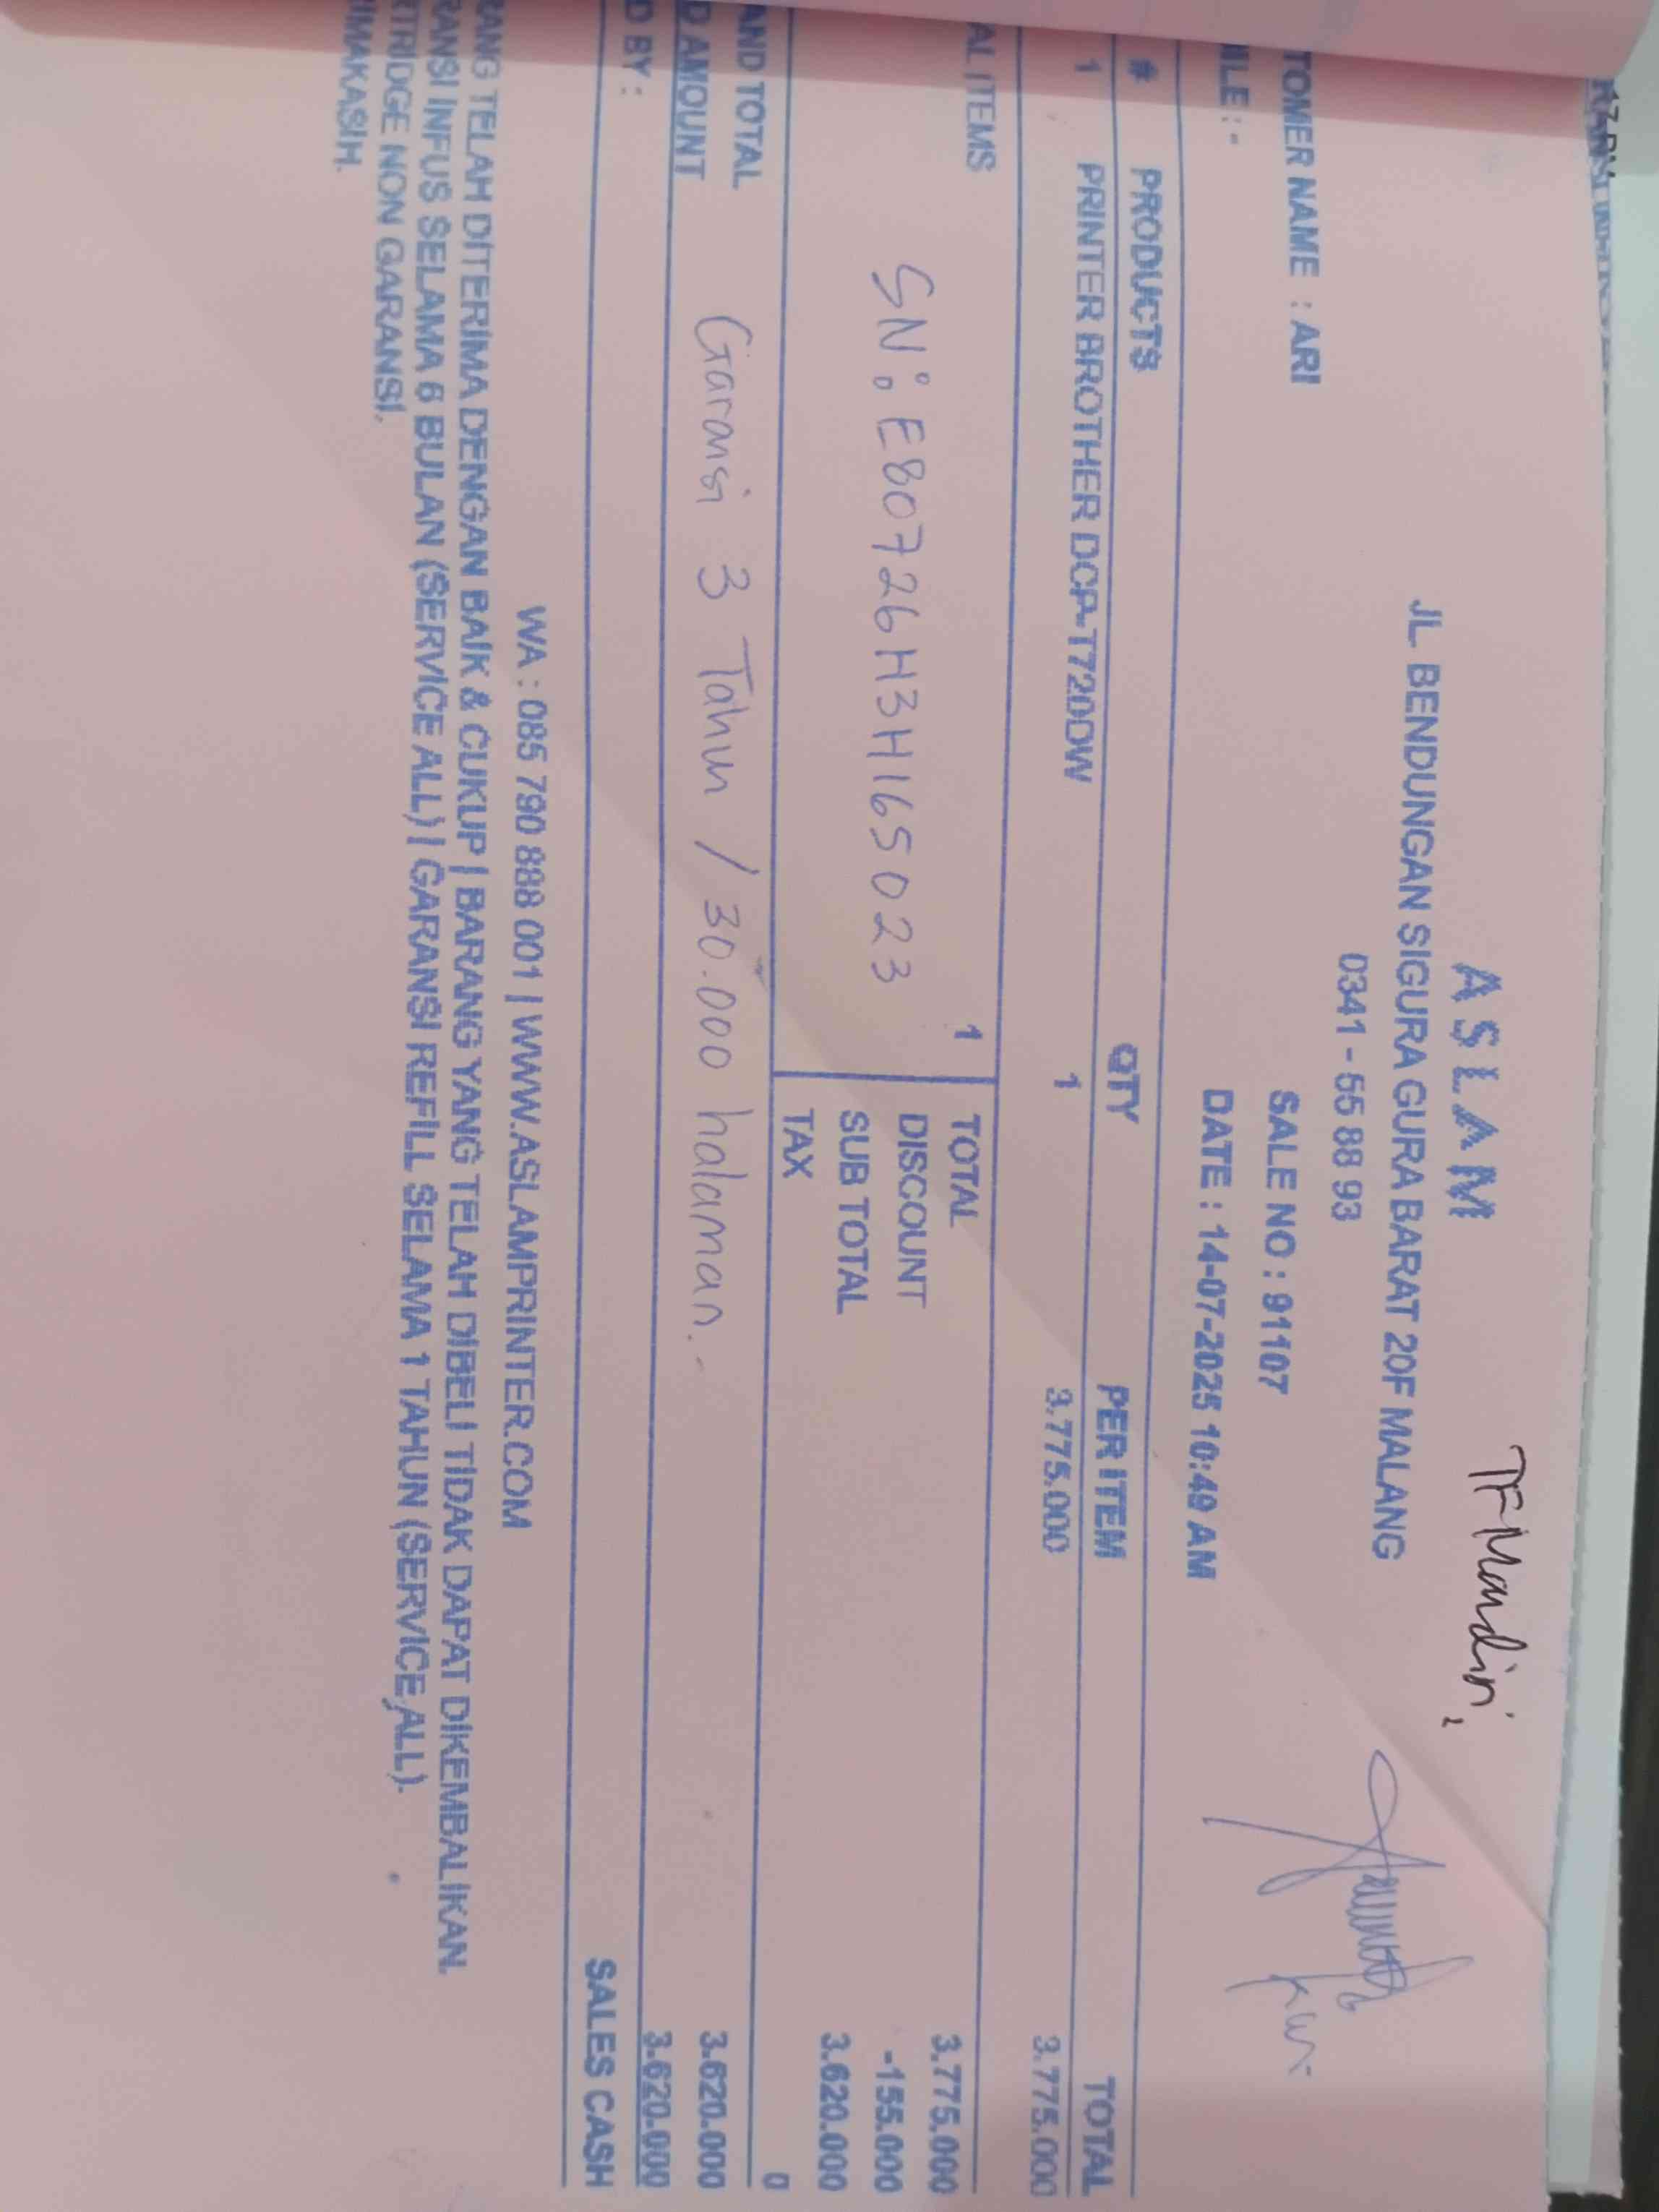 TF Mandiri,
A S L A M
JL. BENDUNGAN SIGURA GURA BARAT 20F MALANG
0341 - 55 88 93
TOMER NAME : ARI SALE NO : 91107
ILE : - DATE : 14-07-2025 10:49 AM
# PRODUCTS QTY PER ITEM TOTAL
1 PRINTER BROTHER DCP-T720DW 1 3.775.000 3.775.000
AL ITEMS 1 TOTAL 3.775.000
DISCOUNT -155.000
SN: E80726H3H165023
SUB TOTAL 3.620.000
TAX 0
AND TOTAL 3.620.000
Garansi 3 Tahun / 30.000 halaman.-
D AMOUNT 3.620.000
D BY : SALES CASH
WA : 085 790 888 001 | WWW.ASLAMPRINTER.COM
RANG TELAH DITERIMA DENGAN BAIK & CUKUP | BARANG YANG TELAH DIBELI TIDAK DAPAT DIKEMBALIKAN.
RANSI INFUS SELAMA 6 BULAN (SERVICE ALL) | GARANSI REFILL SELAMA 1 TAHUN (SERVICE ALL).
RTRIDGE NON GARANSI.
IMAKASIH.